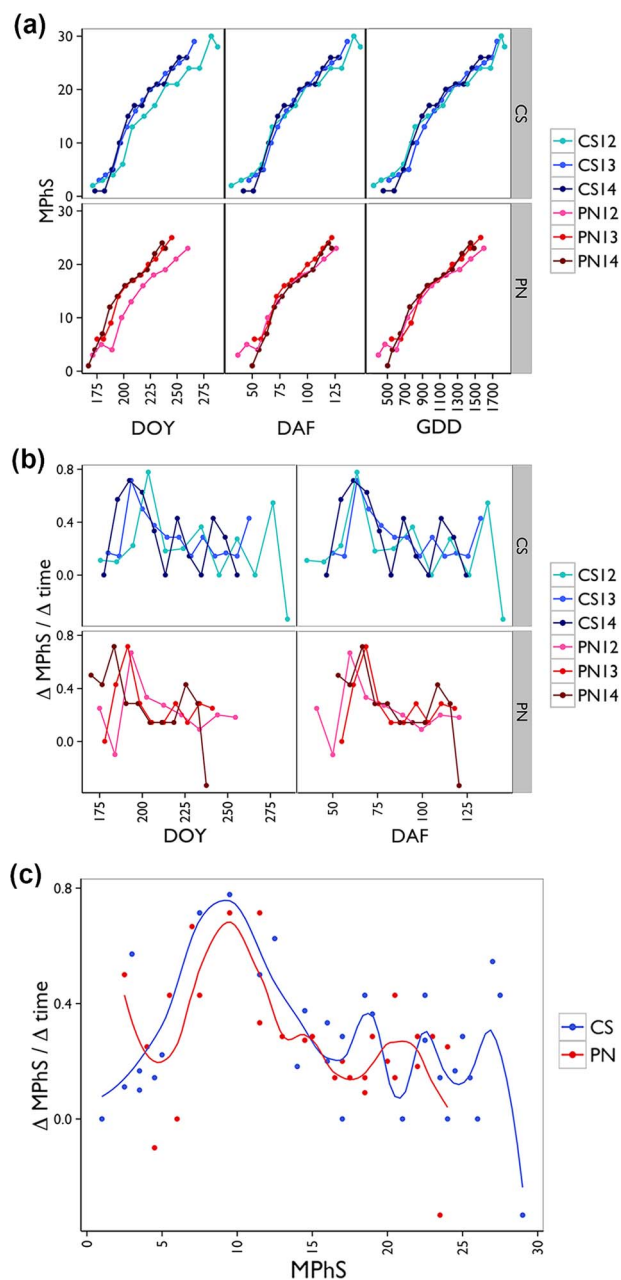 (a)
30
20
10
0
MPhS
CS
30
20
10
0
PN
175
200
225
250
275
50
75
100
125
500
700
900
1100
1300
1500
1700
DOY
DAF
GDD
CS12
CS13
CS14
PN12
PN13
PN14
(b)
0.8
0.4
0.0
CS
Δ MPhS / Δ time
0.8
0.4
0.0
PN
175
200
225
250
275
50
75
100
125
DOY
DAF
CS12
CS13
CS14
PN12
PN13
PN14
(c)
0.8
0.4
0.0
Δ MPhS / Δ time
0
5
10
15
20
25
30
MPhS
CS
PN